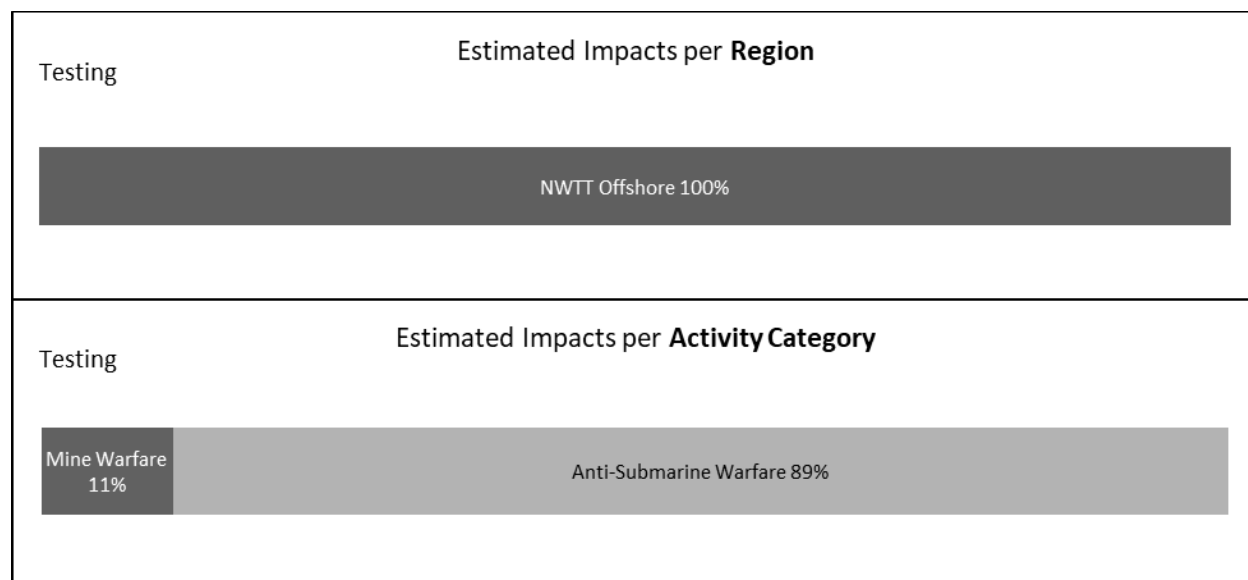 Estimated Impacts per Region
Testing
NWTT Offshore 100%
Estimated Impacts per Activity Category
Testing
Mine Warfare
11%
Anti-Submarine Warfare 89%